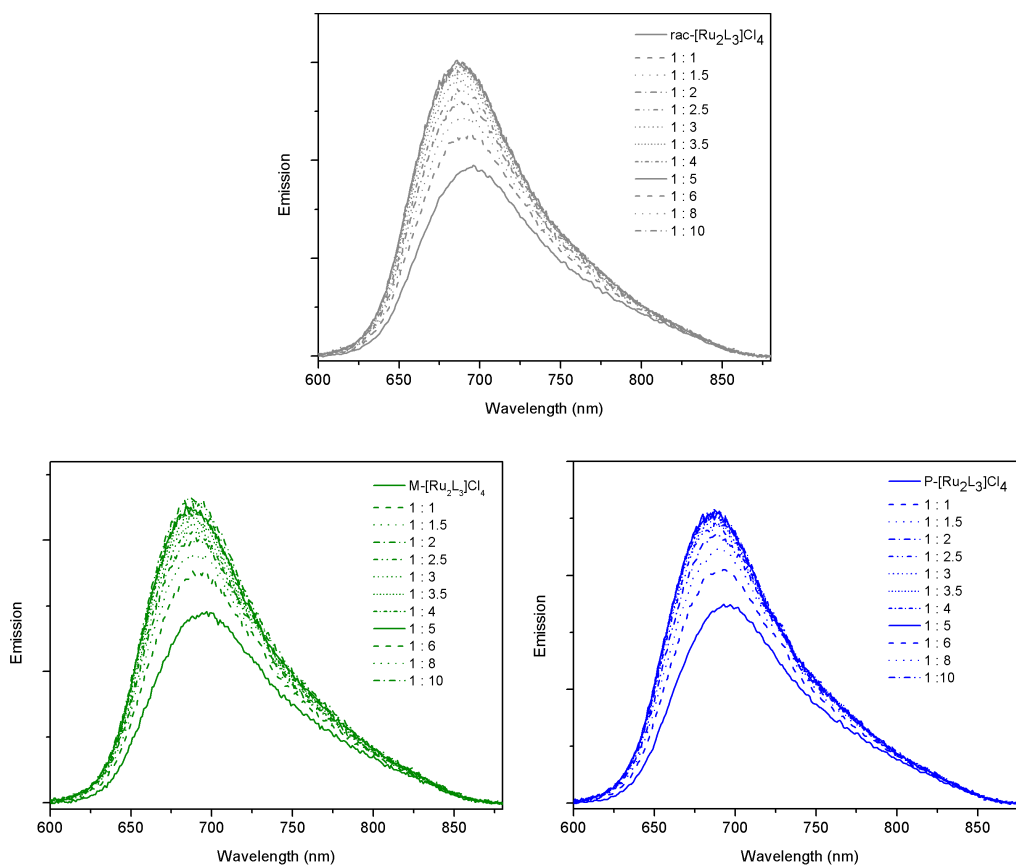 Emission
rac-[Ru2L3]Cl4
1 : 1
1 : 1.5
1 : 2
1 : 2.5
1 : 3
1 : 3.5
1 : 4
1 : 5
1 : 6
1 : 8
1 : 10
600 650 700 750 800 850
Wavelength (nm)
Emission
M-[Ru2L3]Cl4
1 : 1
1 : 1.5
1 : 2
1 : 2.5
1 : 3
1 : 3.5
1 : 4
1 : 5
1 : 6
1 : 8
1 : 10
600 650 700 750 800 850
Wavelength (nm)
Emission
P-[Ru2L3]Cl4
1 : 1
1 : 1.5
1 : 2
1 : 2.5
1 : 3
1 : 3.5
1 : 4
1 : 5
1 : 6
1 : 8
1 :10
600 650 700 750 800 850
Wavelength (nm)